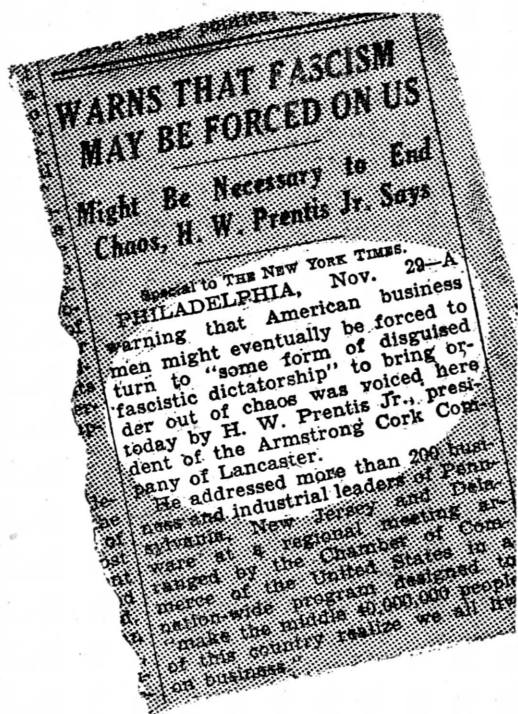 their political
WARNS THAT FASCISM
MAY BE FORCED ON US
Might Be Necessary to End
Chaos, H. W. Prentis Jr. Says
Special to THE NEW YORK TIMES.
PHILADELPHIA, Nov. 29—A
warning that American business
men might eventually be forced to
turn to "some form of disguised
fascistic dictatorship" to bring or-
der out of chaos was voiced here
today by H. W. Prentis Jr., presi-
dent of the Armstrong Cork Com-
pany of Lancaster.
He addressed more than 200 busi-
ness and industrial leaders of Penn-
sylvania, New Jersey and Dela-
ware at a regional meeting ar-
ranged by the Chamber of Com-
merce of the United States in a
nation-wide program designed to
"make the middle 40,000,000 people
of this country realize we all live
on business."